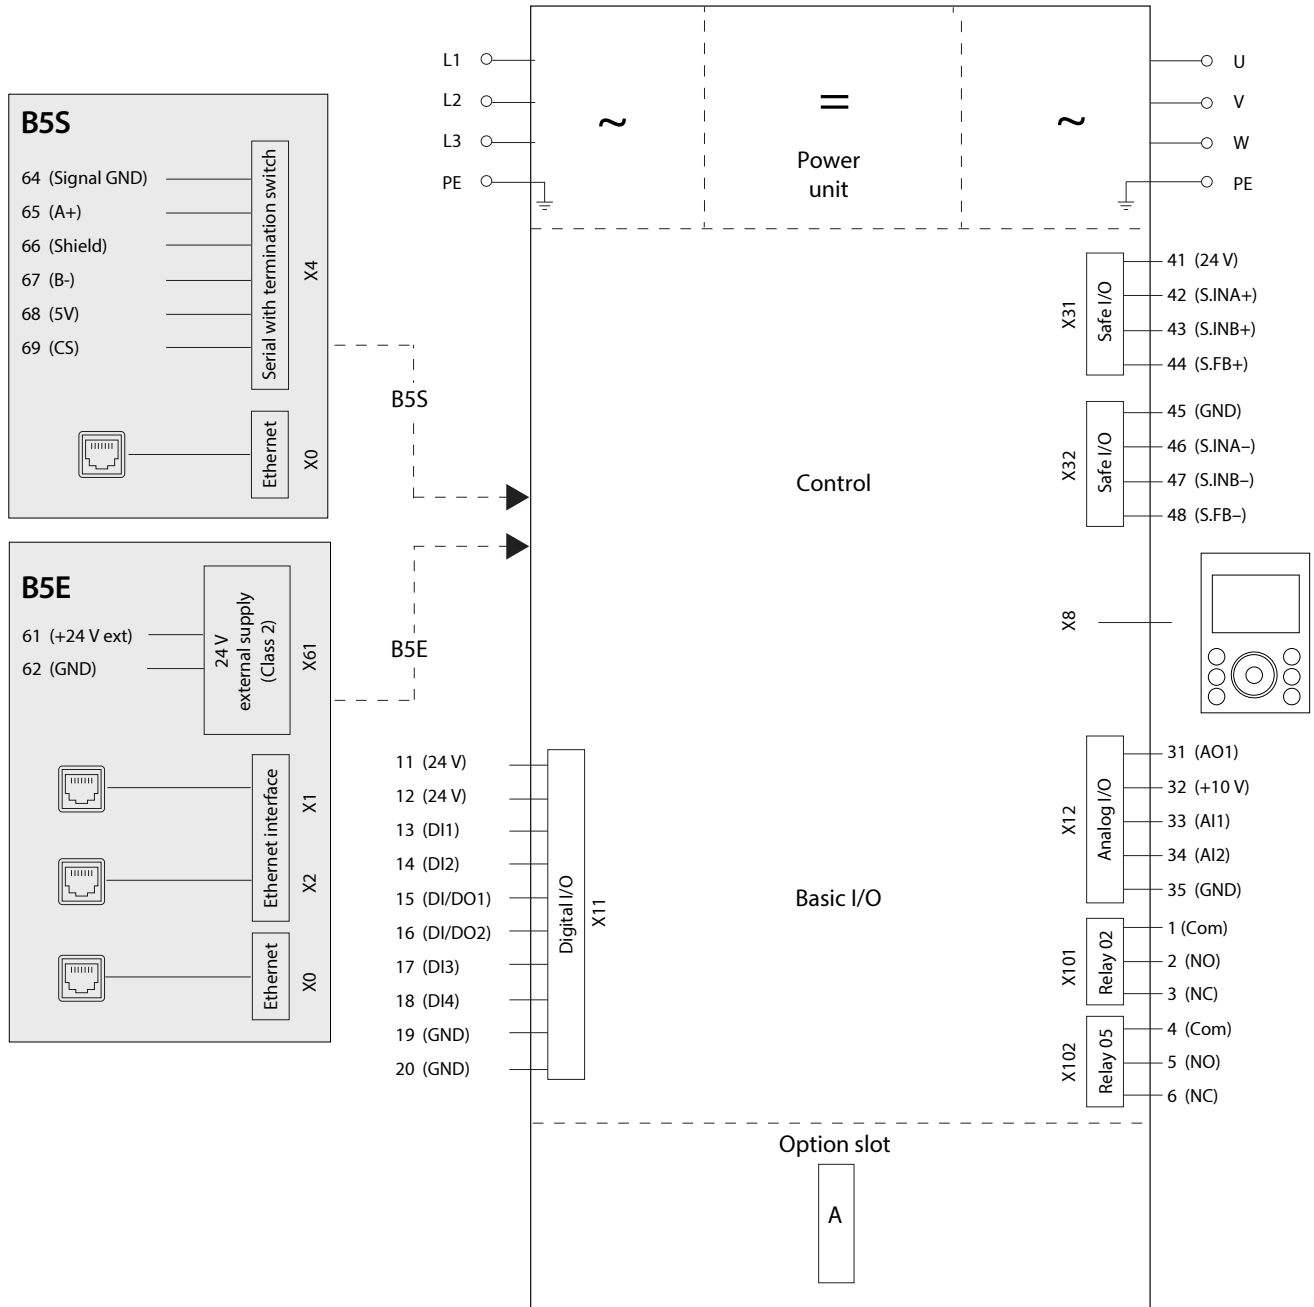 L1
L2
L3
PE
~
=
~
Power
unit
U
V
W
PE
B5S
64 (Signal GND)
65 (A+)
66 (Shield)
67 (B-)
68 (5V)
69 (CS)
Serial with termination switch
X4
Ethernet
X0
B5S
B5E
61 (+24 V ext)
62 (GND)
24 V
external supply
(Class 2)
X61
Ethernet interface
X1
X2
Ethernet
X0
B5E
Control
X31
Safe I/O
41 (24 V)
42 (S.INA+)
43 (S.INB+)
44 (S.FB+)
X32
Safe I/O
45 (GND)
46 (S.INA–)
47 (S.INB–)
48 (S.FB–)
X8
11 (24 V)
12 (24 V)
13 (DI1)
14 (DI2)
15 (DI/DO1)
16 (DI/DO2)
17 (DI3)
18 (DI4)
19 (GND)
20 (GND)
Digital I/O
X11
Basic I/O
X12
Analog I/O
31 (AO1)
32 (+10 V)
33 (AI1)
34 (AI2)
35 (GND)
X101
Relay 02
1 (Com)
2 (NO)
3 (NC)
X102
Relay 05
4 (Com)
5 (NO)
6 (NC)
Option slot
A